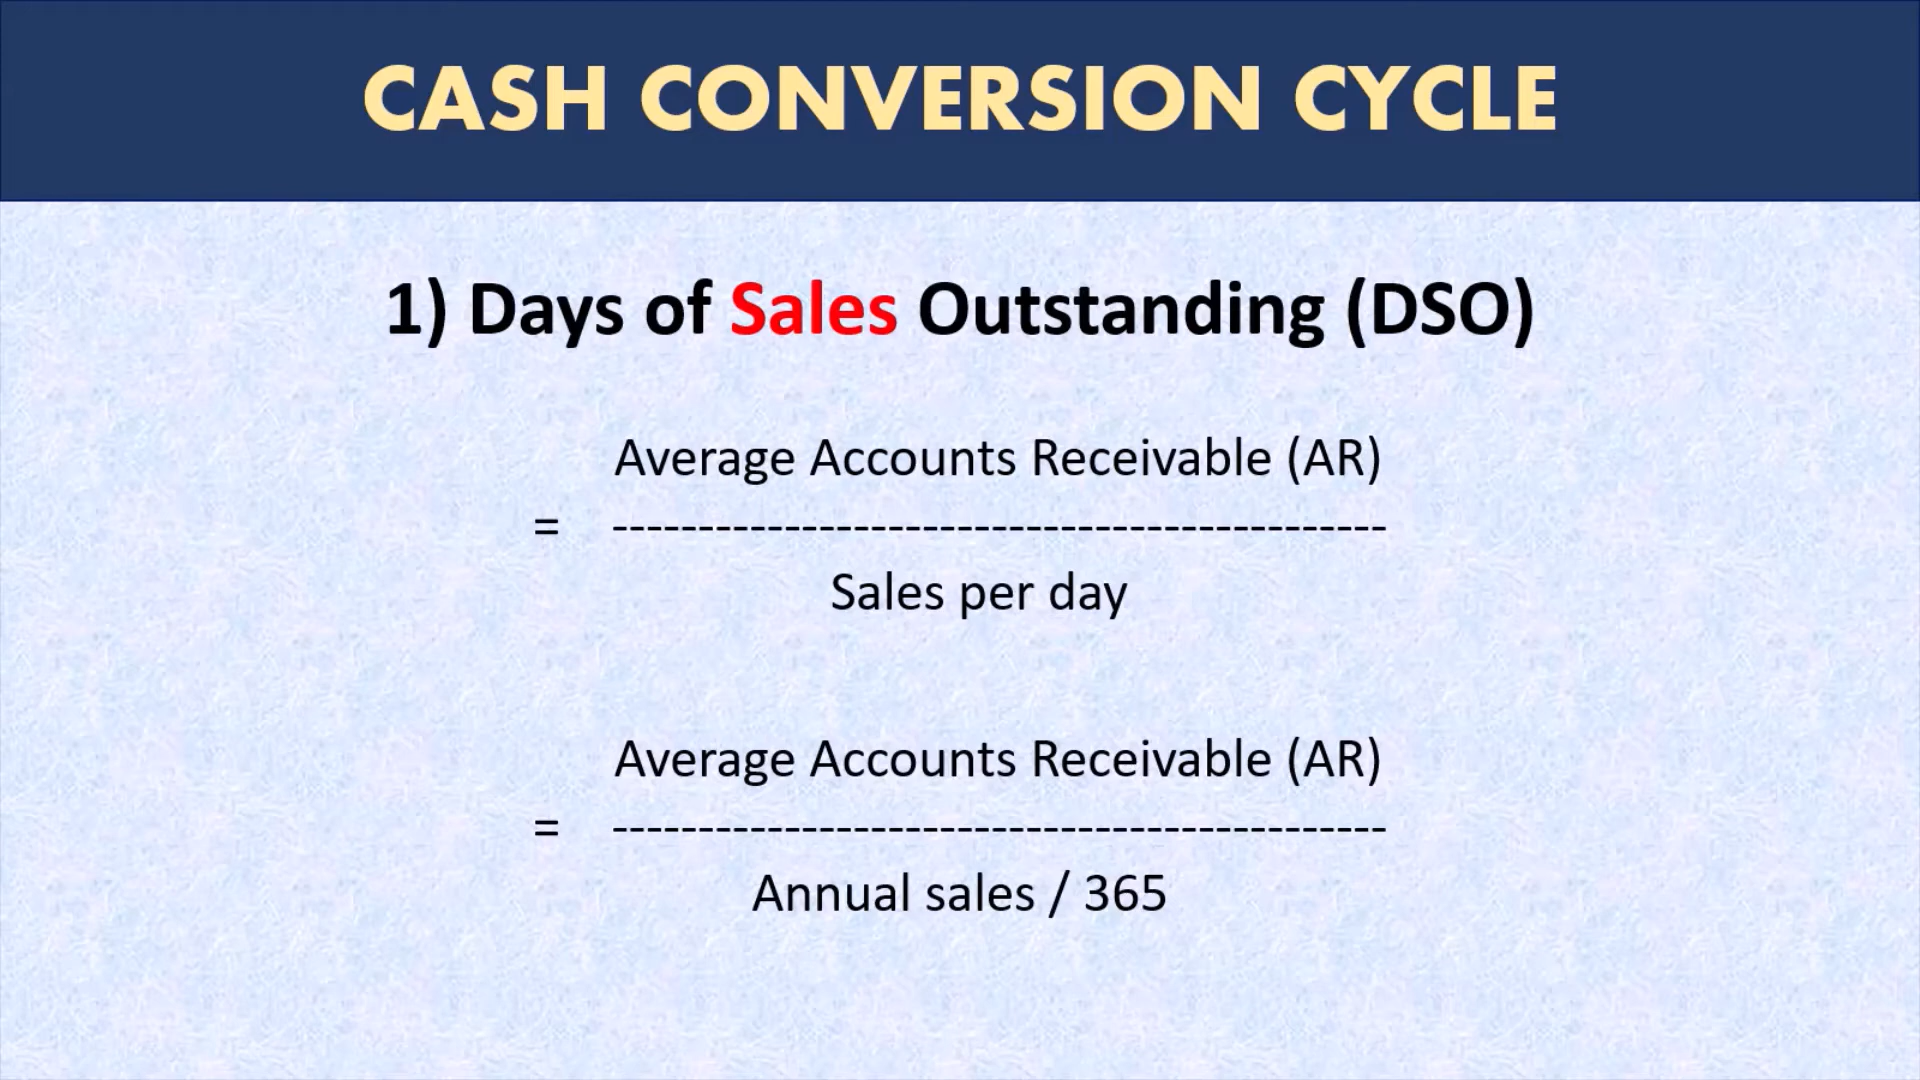 CASH CONVERSION CYCLE
1) Days of Sales Outstanding (DSO)
Average Accounts Receivable (AR)
= ---------------------------------------------
Sales per day
Average Accounts Receivable (AR)
= ---------------------------------------------
Annual sales / 365